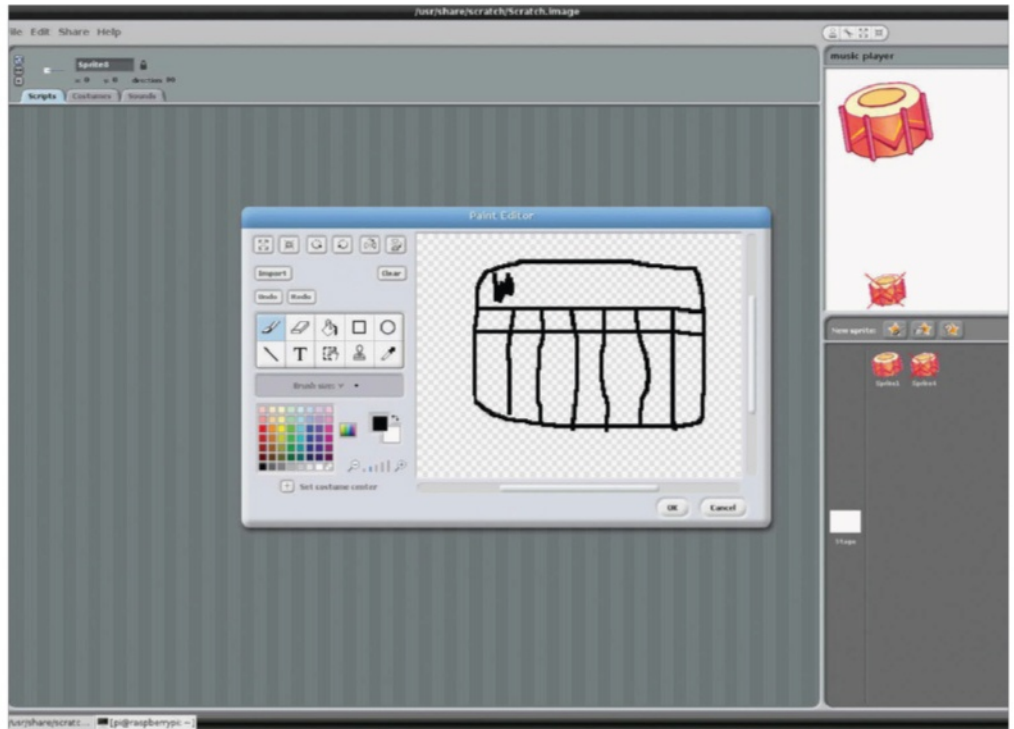 /usr/share/scratch/Scratch.image
ile Edit Share Help
music player
Scripts Costumes Sounds
Paint Editor
Import Clear
Undo Redo
T
Brush size:
Set costume center
OK Cancel
New sprite:
Stage
/usr/share/scratc... [pi@raspberrypi: ~]